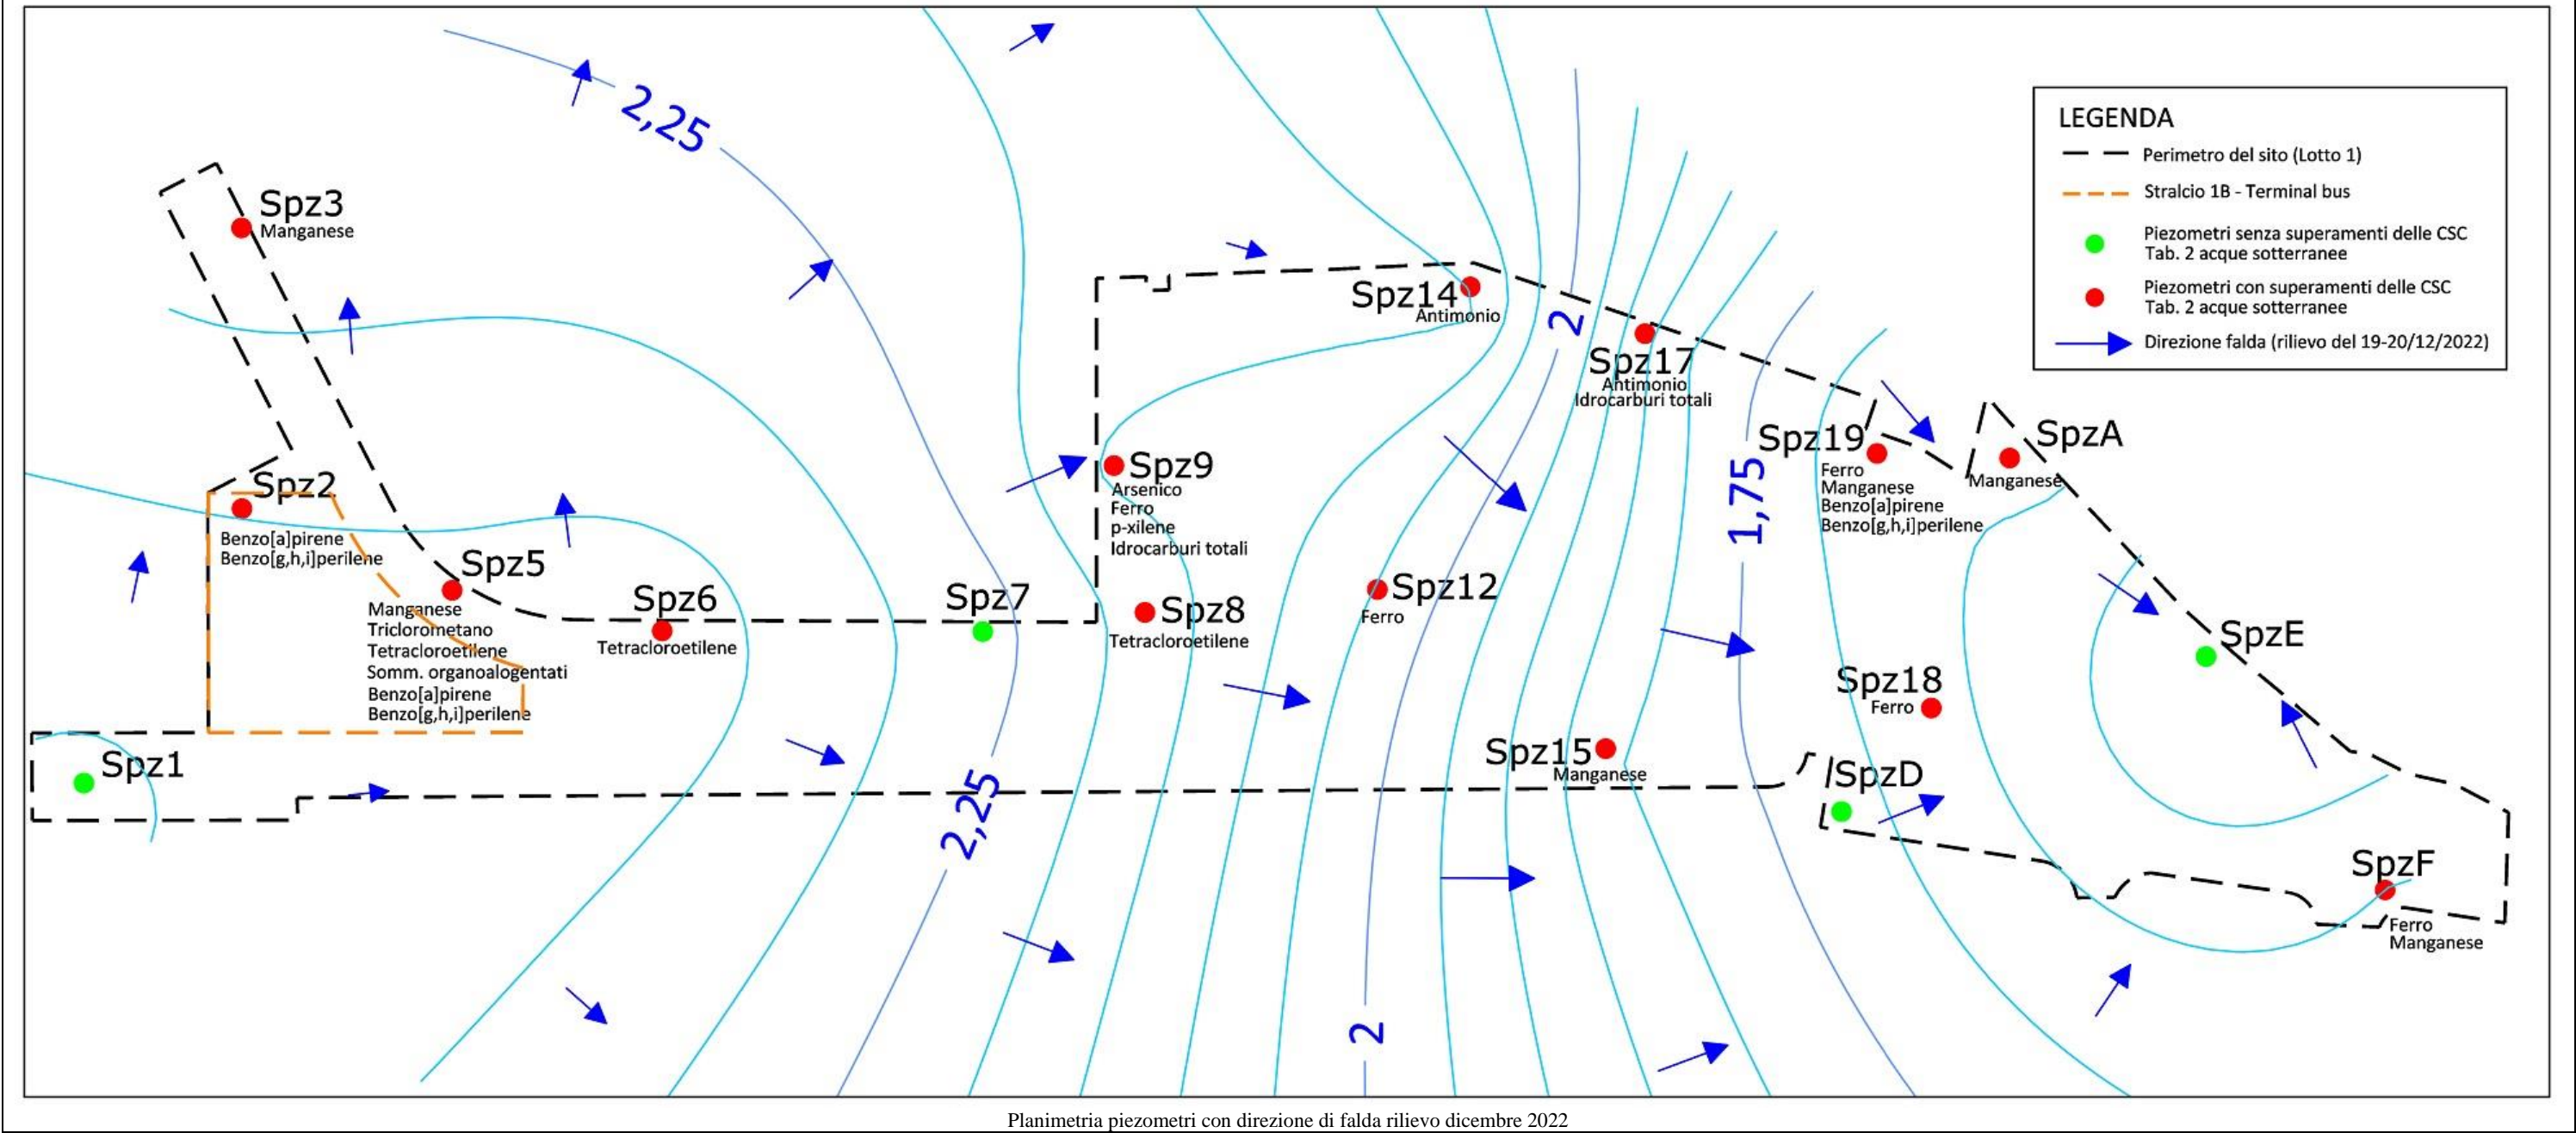 2,25
LEGENDA
Perimetro del sito (Lotto 1)
Stralcio 1B - Terminal bus
Piezometri senza superamenti delle CSC
Tab. 2 acque sotterranee
Piezometri con superamenti delle CSC
Tab. 2 acque sotterranee
Direzione falda (rilievo del 19-20/12/2022)
Spz3
Manganese
Spz14
Antimonio
2
Spz17
Antimonio
Idrocarburi totali
Spz19
Ferro
Manganese
Benzo[a]pirene
Benzo[g,h,i]perilene
SpzA
Manganese
1,75
Spz2
Benzo[a]pirene
Benzo[g,h,i]perilene
Spz9
Arsenico
Ferro
p-xilene
Idrocarburi totali
Spz5
Manganese
Triclorometano
Tetracloroetilene
Somm. organoalogentati
Benzo[a]pirene
Benzo[g,h,i]perilene
Spz6
Tetracloroetilene
Spz7
Spz8
Tetracloroetilene
Spz12
Ferro
SpzE
Spz18
Ferro
Spz1
2,25
Spz15
Manganese
SpzD
SpzF
Ferro
Manganese
2
Planimetria piezometri con direzione di falda rilievo dicembre 2022